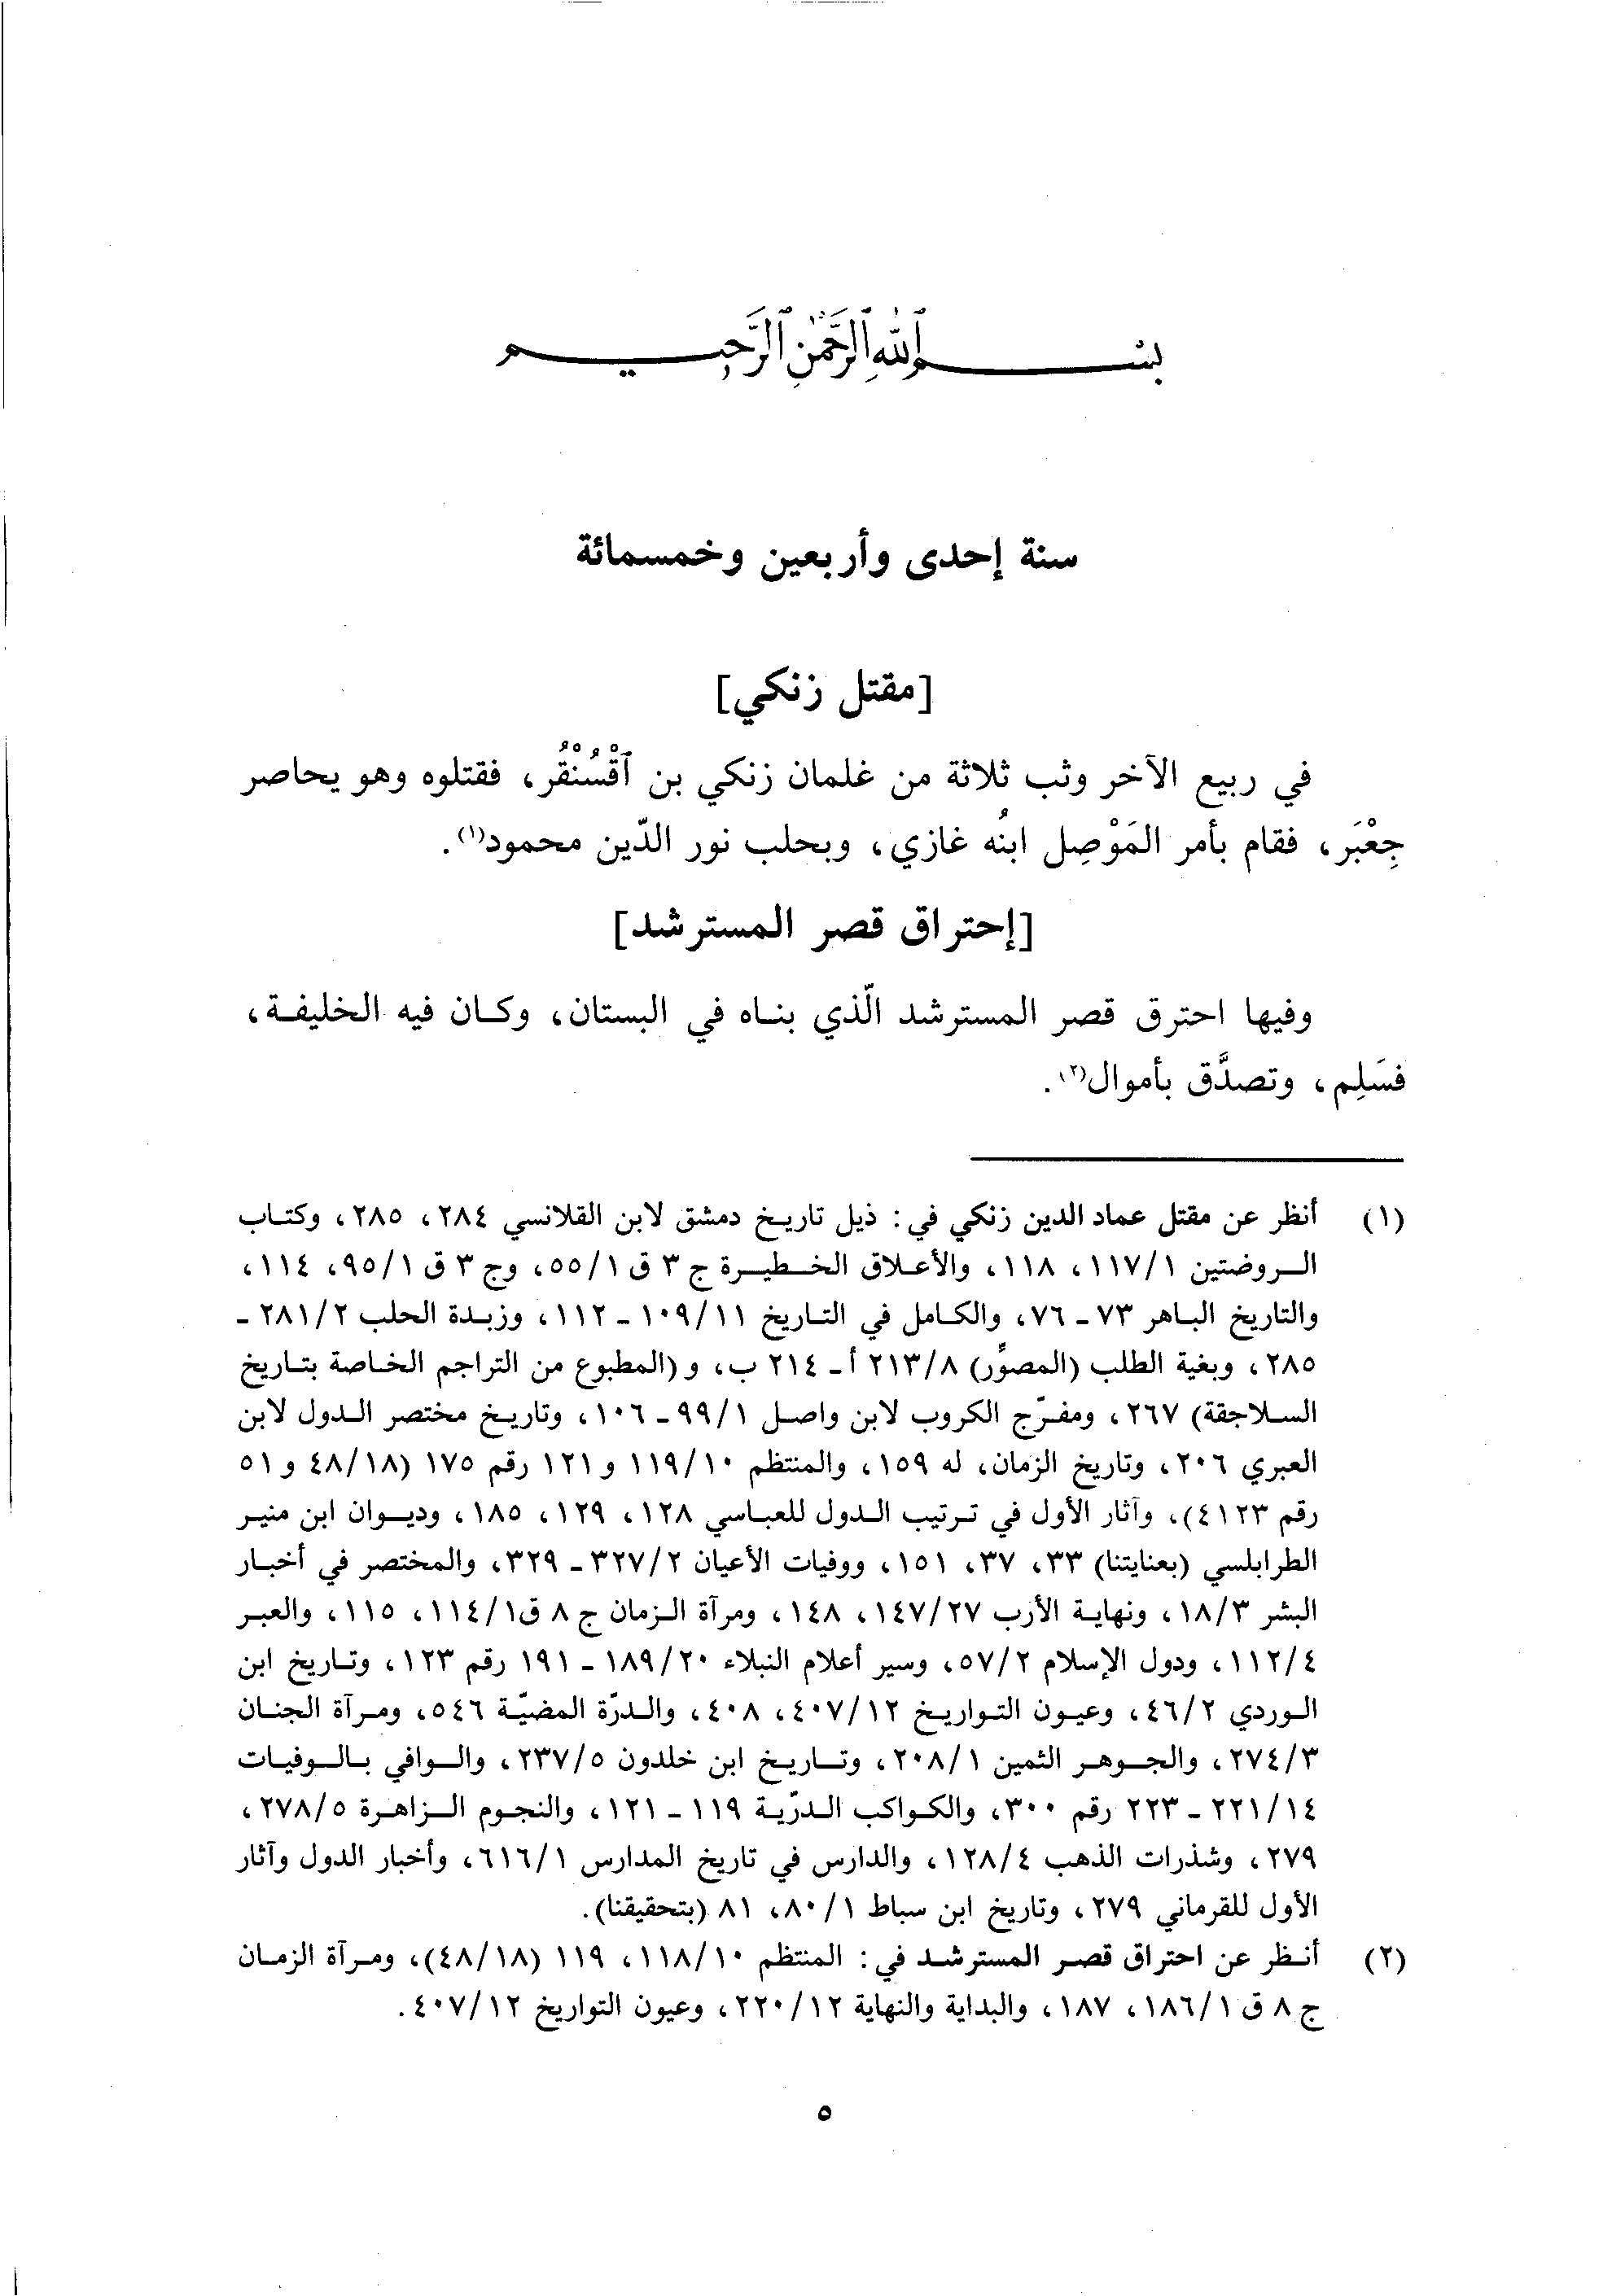 بسم ٱلله ٱلرَّحمٰنِ ٱلرَّحِيم
سنة إحدى وأربعين وخمسمائة
[مقتل زنكي]
في ربيع الآخر وثب ثلاثة من غلمان زنكي بن آقْسُنْقُر، فقتلوه وهو يحاصر
جِعْبَر، فقام بأمر المَوْصِل ابنُه غازي، وبحلب نور الدّين محمود(١).
[إحتراق قصر المسترشد]
وفيها احترق قصر المسترشد الّذي بناه في البستان، وكان فيه الخليفة،
فسَلِم، وتصدَّق بأموال(٢).
(١) أنظر عن مقتل عماد الدين زنكي في: ذيل تاريخ دمشق لابن القلانسي ٢٨٤، ٢٨٥، وكتاب
الروضتين ١/١١٧، ١١٨، والأعلاق الخطيرة ج ٣ ق ١/٥٥، وج ٣ ق ١/٩٥، ١١٤،
والتاريخ الباهر ٧٣ - ٧٦، والكامل في التاريخ ١١/١٠٩ - ١١٢، وزبدة الحلب ٢/٢٨١ -
٢٨٥، وبغية الطلب (المصوَّر) ٨/٢١٣ أ - ٢١٤ ب، و (المطبوع من التراجم الخاصة بتاريخ
السلاجقة) ٢٦٧، ومفرّج الكروب لابن واصل ١/٩٩ - ١٠٦، وتاريخ مختصر الدول لابن
العبري ٢٠٦، وتاريخ الزمان، له ١٥٩، والمنتظم ١٠/١١٩ و ١٢١ رقم ١٧٥ (١٨/٤٨ و ٥١
رقم ٤١٢٣)، وآثار الأول في ترتيب الدول للعباسي ١٢٨، ١٢٩، ١٨٥، وديوان ابن منير
الطرابلسي (بعنايتنا) ٣٣، ٣٧، ١٥١، ووفيات الأعيان ٢/٣٢٧ - ٣٢٩، والمختصر في أخبار
البشر ٣/١٨، ونهاية الأرب ٢٧/١٤٧، ١٤٨، ومرآة الزمان ج ٨ ق١/١١٤، ١١٥، والعبر
٤/١١٢، ودول الإسلام ٢/٥٧، وسير أعلام النبلاء ٢٠/١٨٩ - ١٩١ رقم ١٢٣، وتاريخ ابن
الوردي ٢/٤٦، وعيون التواريخ ١٢/٤٠٧، ٤٠٨، والدرّة المضيّة ٥٤٦، ومرآة الجنان
٣/٢٧٤، والجوهر الثمين ١/٢٠٨، وتاريخ ابن خلدون ٥/٢٣٧، والوافي بالوفيات
١٤/٢٢١ - ٢٢٣ رقم ٣٠٠، والكواكب الدرّية ١١٩ - ١٢١، والنجوم الزاهرة ٥/٢٧٨،
٢٧٩، وشذرات الذهب ٤/١٢٨، والدارس في تاريخ المدارس ١/٦١٦، وأخبار الدول وآثار
الأول للقرماني ٢٧٩، وتاريخ ابن سباط ١/٨٠، ٨١ (بتحقيقنا).
(٢) أنظر عن احتراق قصر المسترشد في: المنتظم ١٠/١١٨، ١١٩ (١٨/٤٨)، ومرآة الزمان
ج ٨ ق ١/١٨٦، ١٨٧، والبداية والنهاية ١٢/٢٢٠، وعيون التواريخ ١٢/٤٠٧.
٥